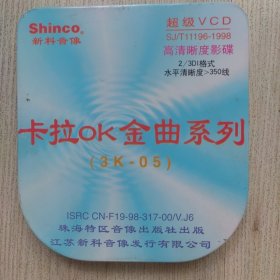 Shinco
新科音像
超级VCD
SJ/T11196-1998
高清晰度影碟
2/3DI格式
水平清晰度>350线
卡拉OK金曲系列
(3K-05)
ISRC CN-F19-98-317-00/V.J6
珠海特区音像出版社出版
江苏新科音像发行有限公司